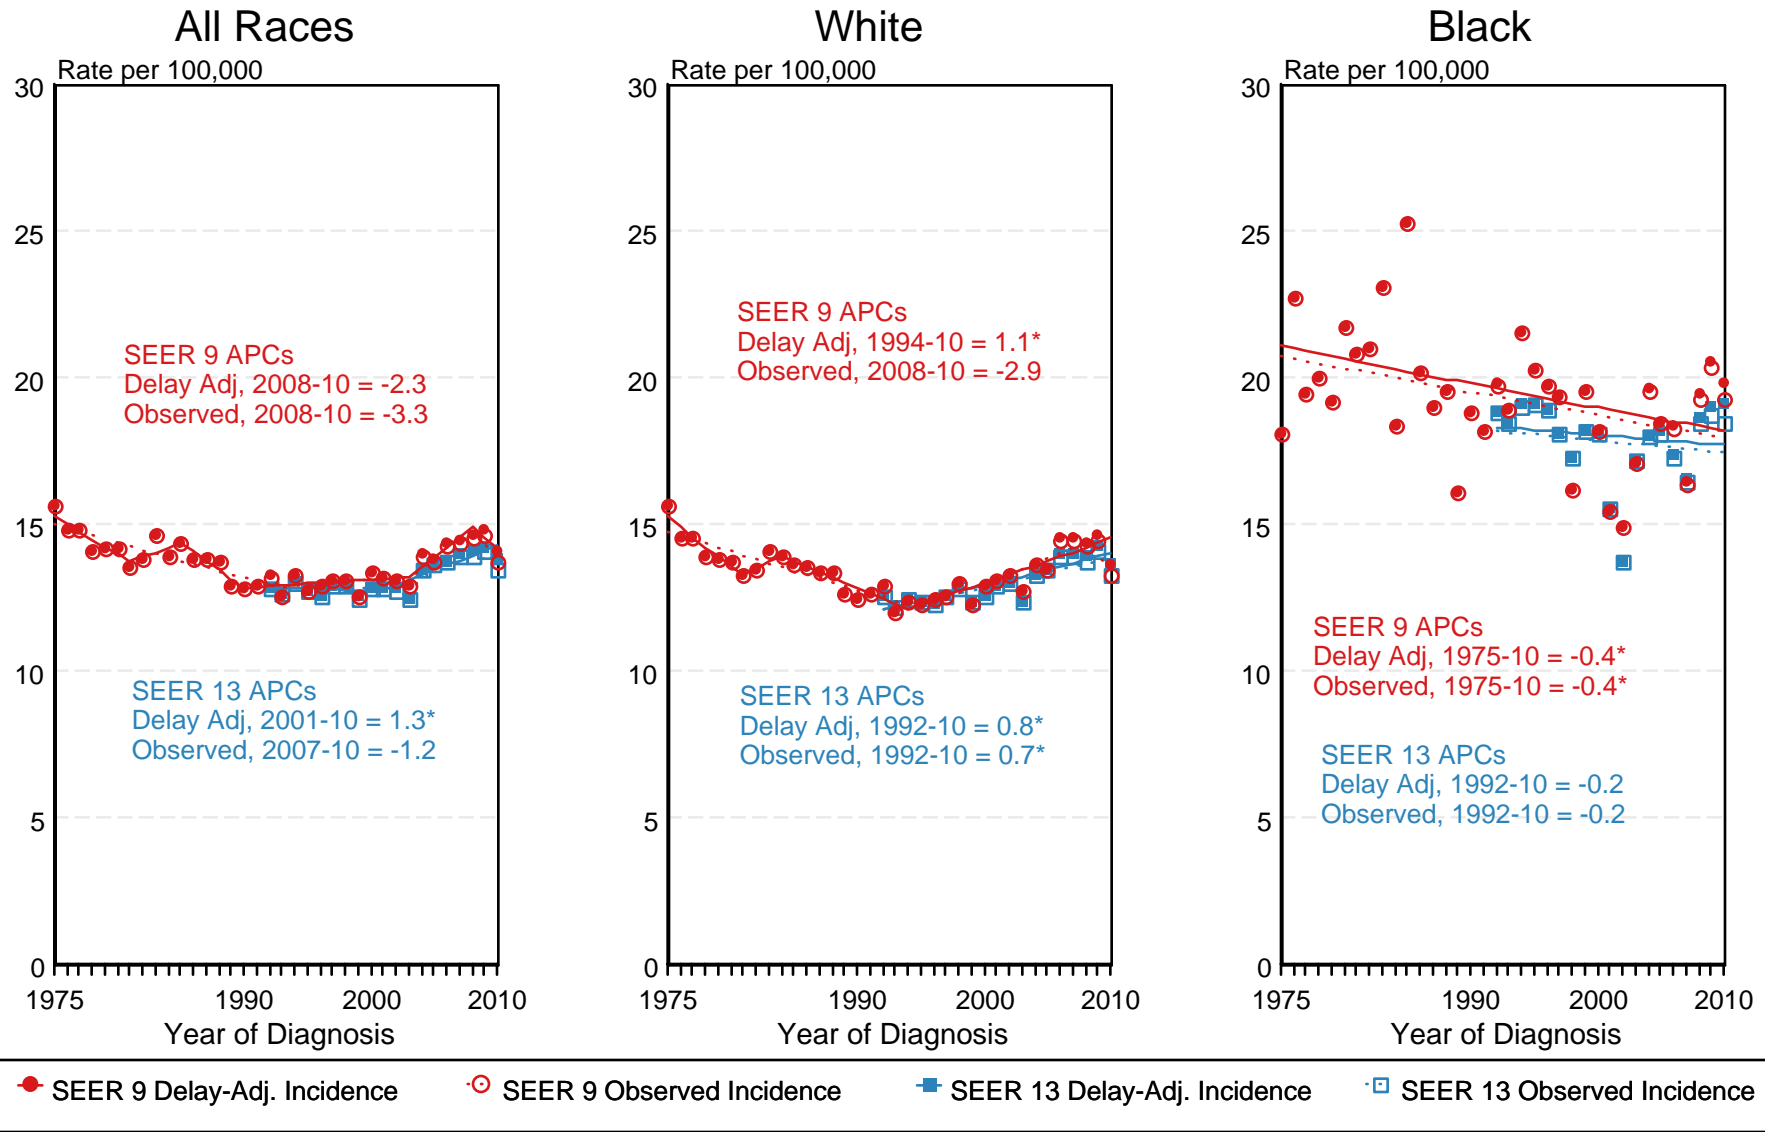 All Races
White
Black
Rate per 100,000
Rate per 100,000
Rate per 100,000
30
25
20
15
10
5
0
SEER 9 APCs
Delay Adj, 2008-10 = -2.3
Observed, 2008-10 = -3.3
SEER 13 APCs
Delay Adj, 2001-10 = 1.3*
Observed, 2007-10 = -1.2
1975
1990
2000
2010
Year of Diagnosis
30
25
20
15
10
5
0
SEER 9 APCs
Delay Adj, 1994-10 = 1.1*
Observed, 2008-10 = -2.9
SEER 13 APCs
Delay Adj, 1992-10 = 0.8*
Observed, 1992-10 = 0.7*
1975
1990
2000
2010
Year of Diagnosis
30
25
20
15
10
5
0
SEER 9 APCs
Delay Adj, 1975-10 = -0.4*
Observed, 1975-10 = -0.4*
SEER 13 APCs
Delay Adj, 1992-10 = -0.2
Observed, 1992-10 = -0.2
1975
1990
2000
2010
Year of Diagnosis
SEER 9 Delay-Adj. Incidence
SEER 9 Observed Incidence
SEER 13 Delay-Adj. Incidence
SEER 13 Observed Incidence